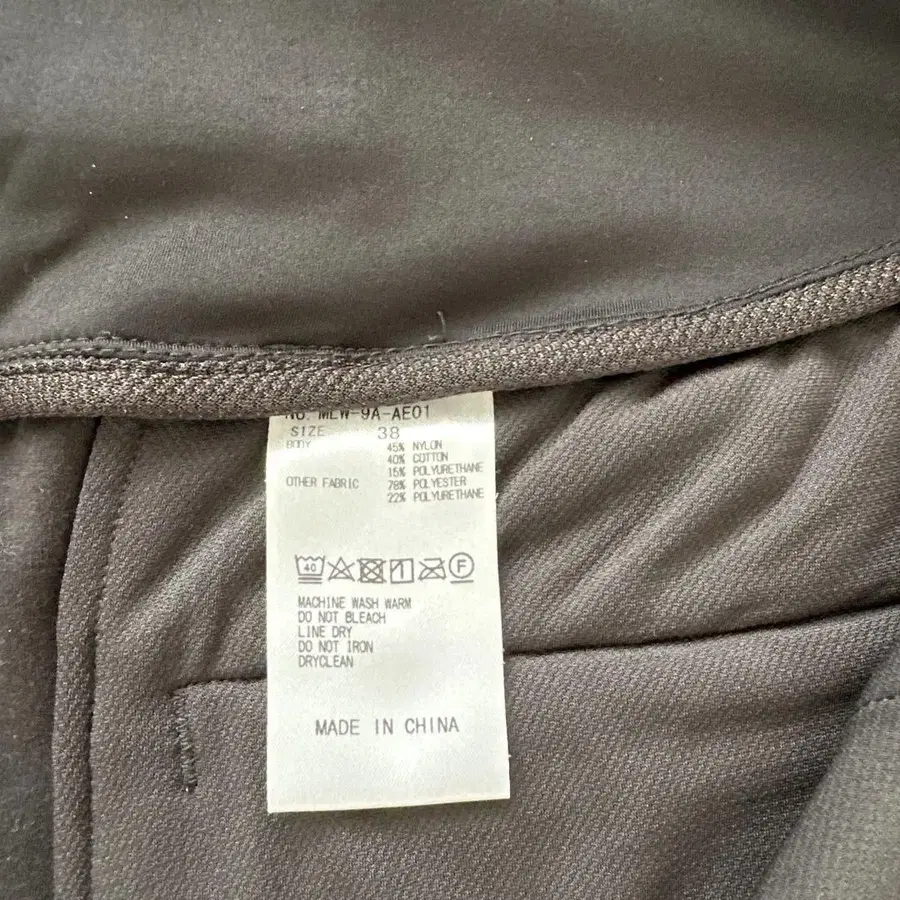 NO. MLW-9A-AE01
SIZE 38
BODY 45% NYLON
40% COTTON
15% POLYURETHANE
OTHER FABRIC 78% POLYESTER
22% POLYURETHANE
40 F
MACHINE WASH WARM
DO NOT BLEACH
LINE DRY
DO NOT IRON
DRYCLEAN
MADE IN CHINA